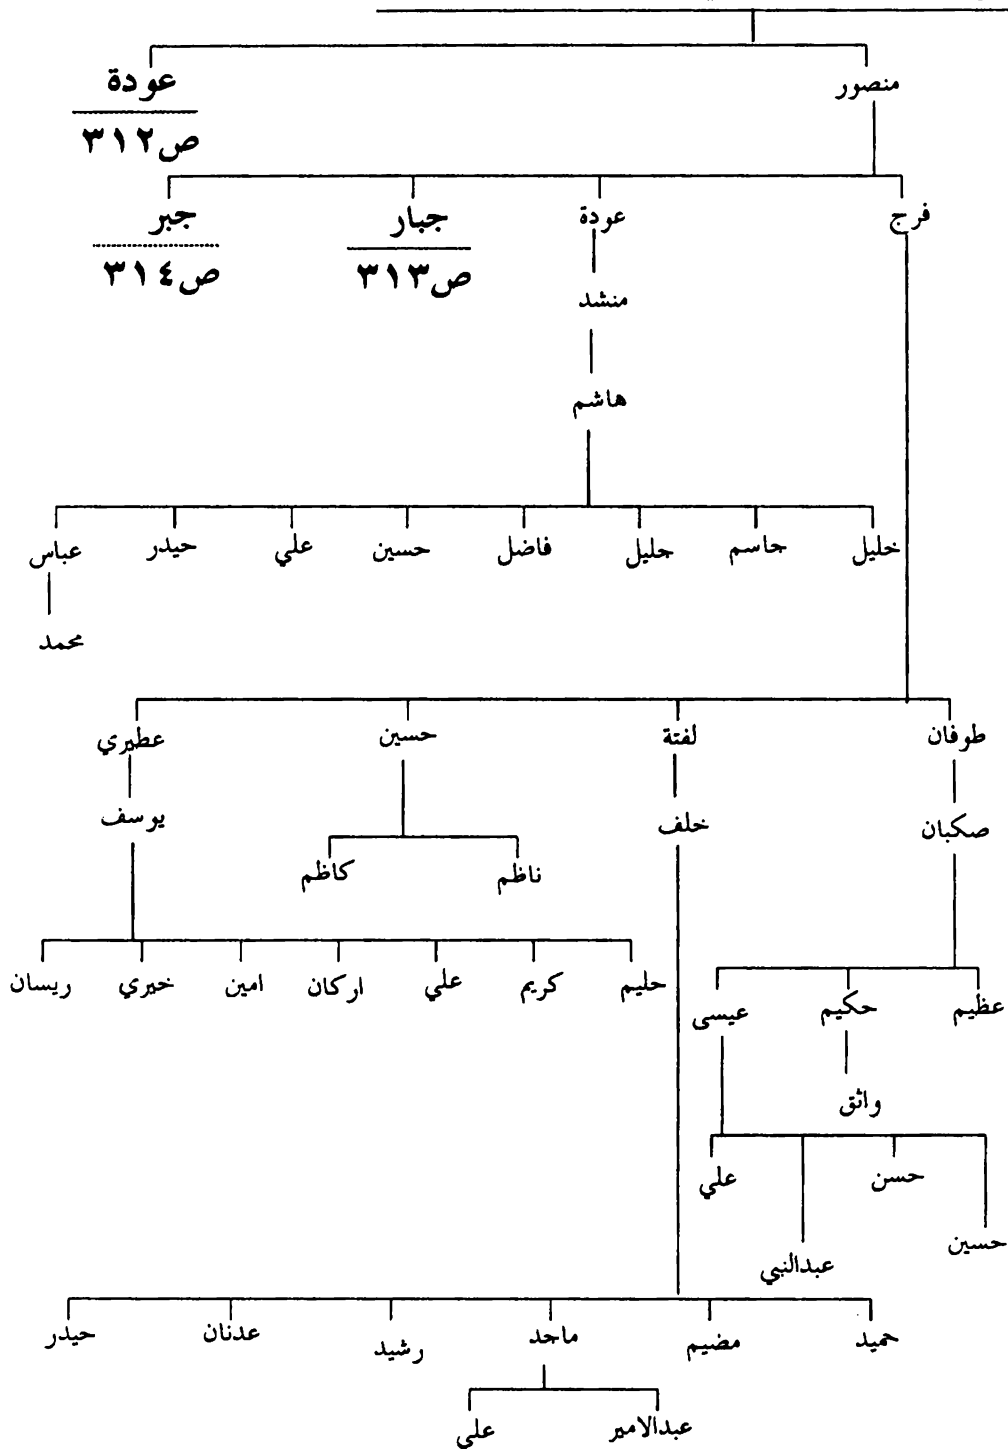 منصور
عودة
ص٣١٢
فرج
عودة
جبار
جبر
ص٣١٣
ص٣١٤
منشد
هاشم
خليل جاسم جليل فاضل حسين علي حيدر عباس
محمد
طوفان لفتة حسين عطيري
صكبان خلف يوسف
ناظم كاظم
حليم كريم علي اركان امين خيري ريسان
عظيم حكيم عيسى
واثق
حسن علي
حسين عبدالنبي
حميد مضيم ماجد رشيد عدنان حيدر
عبدالامير علي